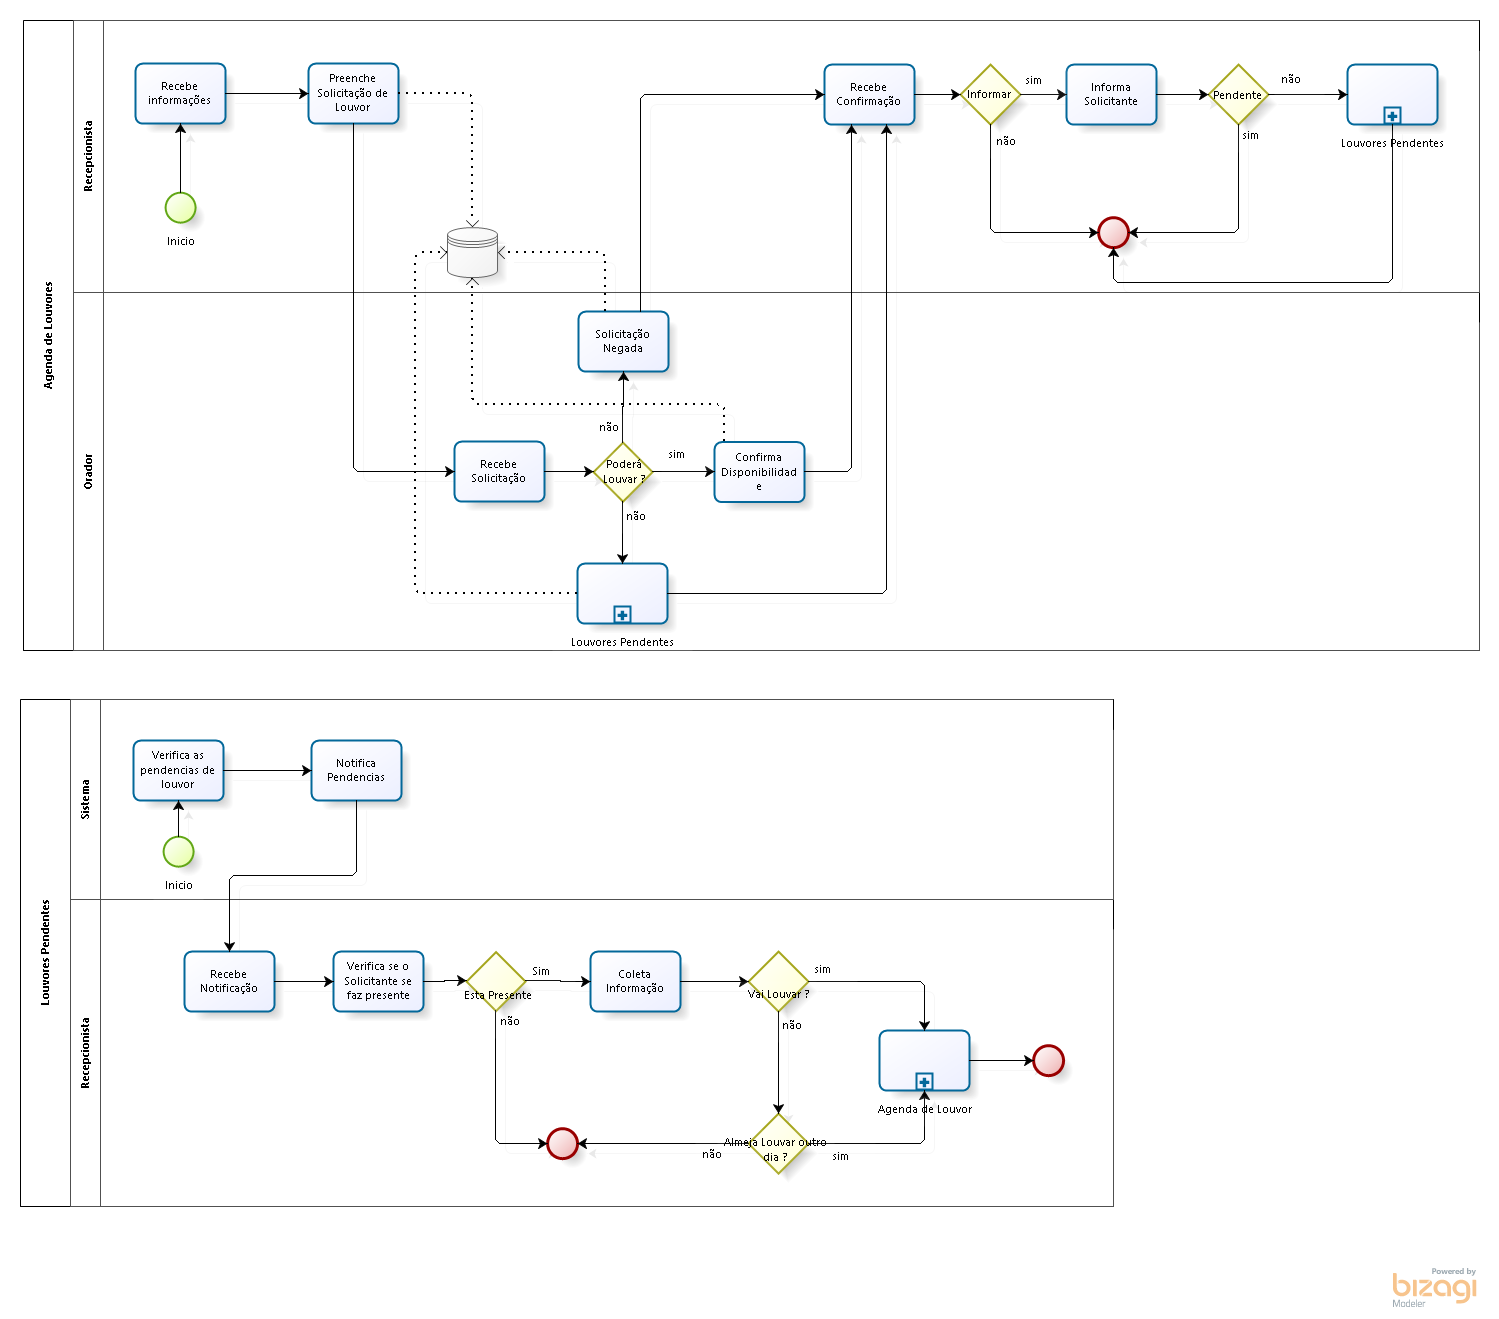 Agenda de Louvores
Recepcionista
Recebe
informações
Preenche
Solicitação de
Louvor
Inicio
Recebe
Confirmação
Informar
sim
não
Informa
Solicitante
Pendente
não
sim
Louvores Pendentes
Orador
Solicitação
Negada
não
Recebe
Solicitação
Poderá
Louvar ?
sim
não
Confirma
Disponibilidad
e
Louvores Pendentes
Louvores Pendentes
Sistema
Verifica as
pendencias de
louvor
Notifica
Pendencias
Inicio
Recepcionista
Recebe
Notificação
Verifica se o
Solicitante se
faz presente
Esta Presente
Sim
não
Coleta
Informação
Vai Louvar ?
sim
não
Agenda de Louvor
Almeja Louvar outro
dia ?
não
sim
Powered by
bizagi
Modeler